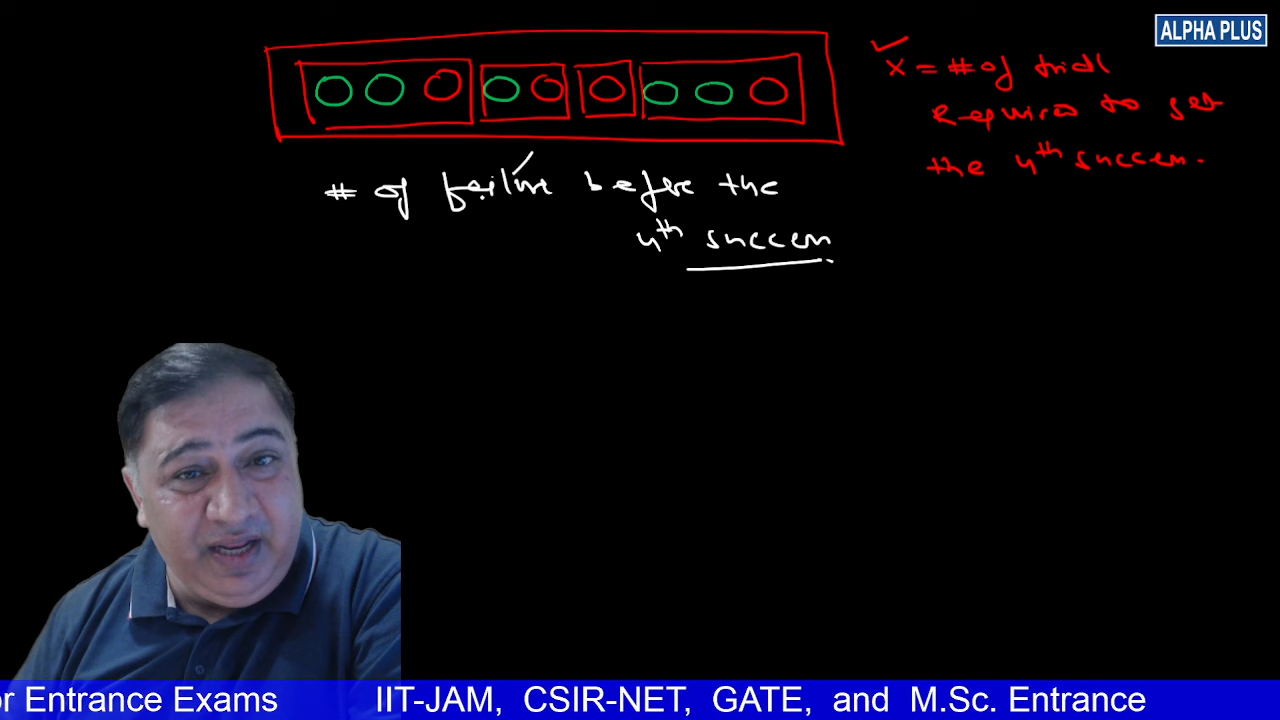 ALPHA PLUS
X = # of trial
required to get
the 4th success.
# of failure before the
4th success
or Entrance Exams IIT-JAM, CSIR-NET, GATE, and M.Sc. Entrance